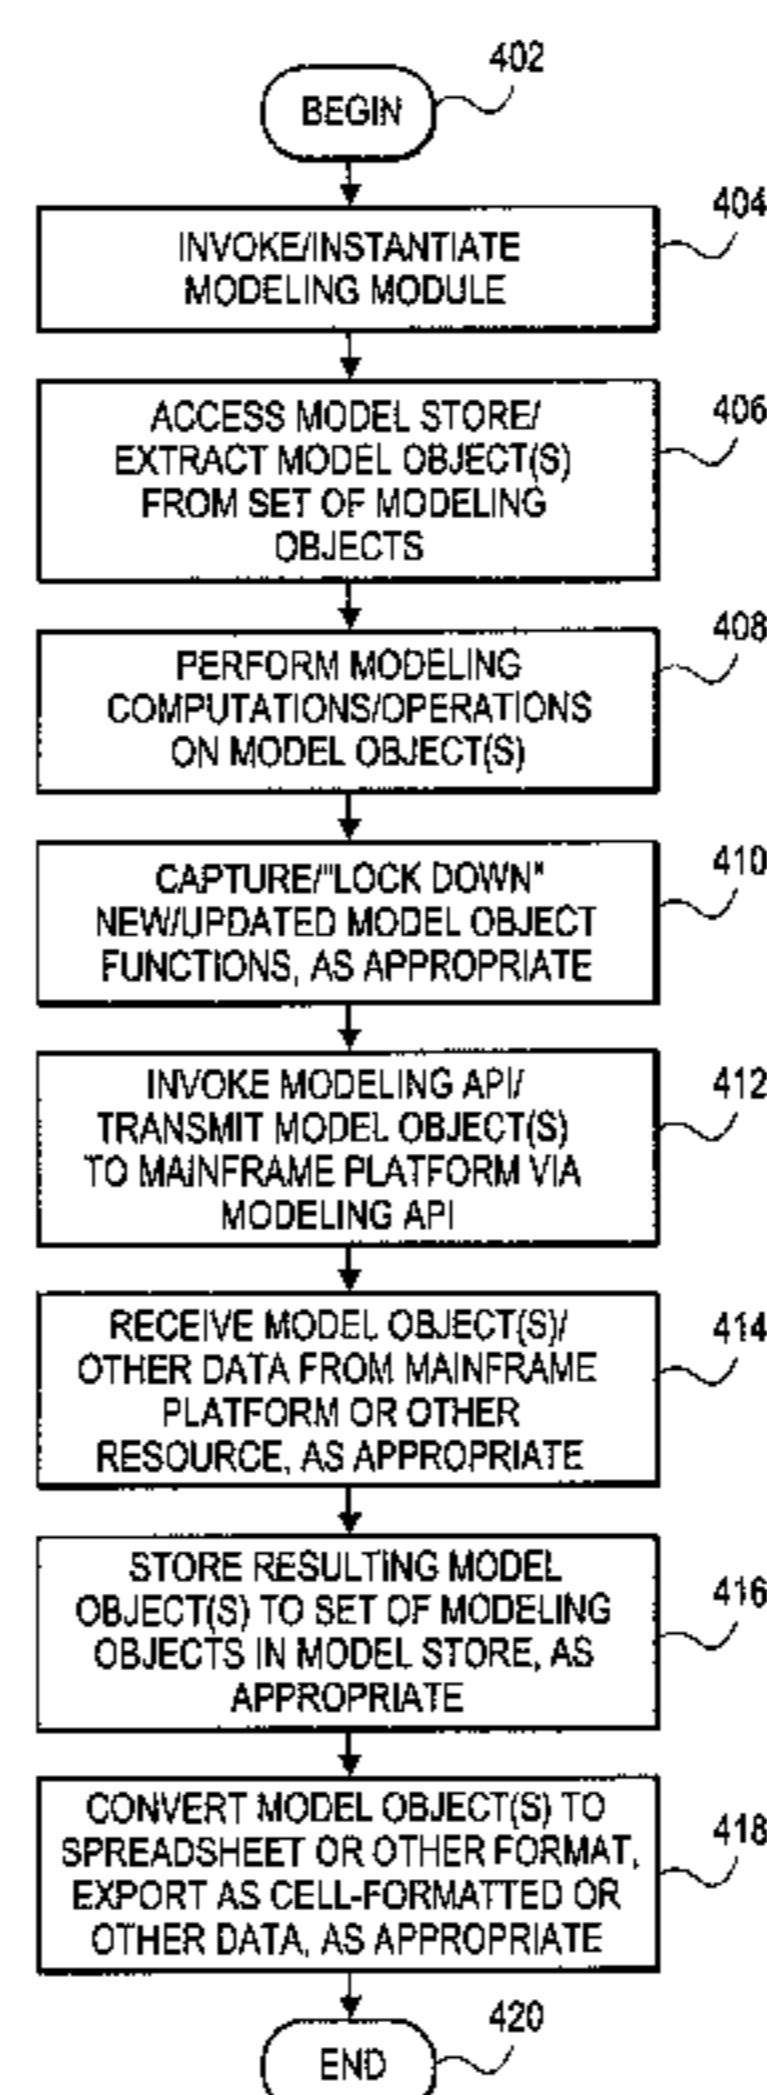 402
BEGIN
404
INVOKE/INSTANTIATE
MODELING MODULE
406
ACCESS MODEL STORE/
EXTRACT MODEL OBJECT(S)
FROM SET OF MODELING
OBJECTS
408
PERFORM MODELING
COMPUTATIONS/OPERATIONS
ON MODEL OBJECT(S)
410
CAPTURE/"LOCK DOWN"
NEW/UPDATED MODEL OBJECT
FUNCTIONS, AS APPROPRIATE
412
INVOKE MODELING API/
TRANSMIT MODEL OBJECT(S)
TO MAINFRAME PLATFORM VIA
MODELING API
414
RECEIVE MODEL OBJECT(S)/
OTHER DATA FROM MAINFRAME
PLATFORM OR OTHER
RESOURCE, AS APPROPRIATE
416
STORE RESULTING MODEL
OBJECT(S) TO SET OF MODELING
OBJECTS IN MODEL STORE, AS
APPROPRIATE
418
CONVERT MODEL OBJECT(S) TO
SPREADSHEET OR OTHER FORMAT,
EXPORT AS CELL-FORMATTED OR
OTHER DATA, AS APPROPRIATE
420
END